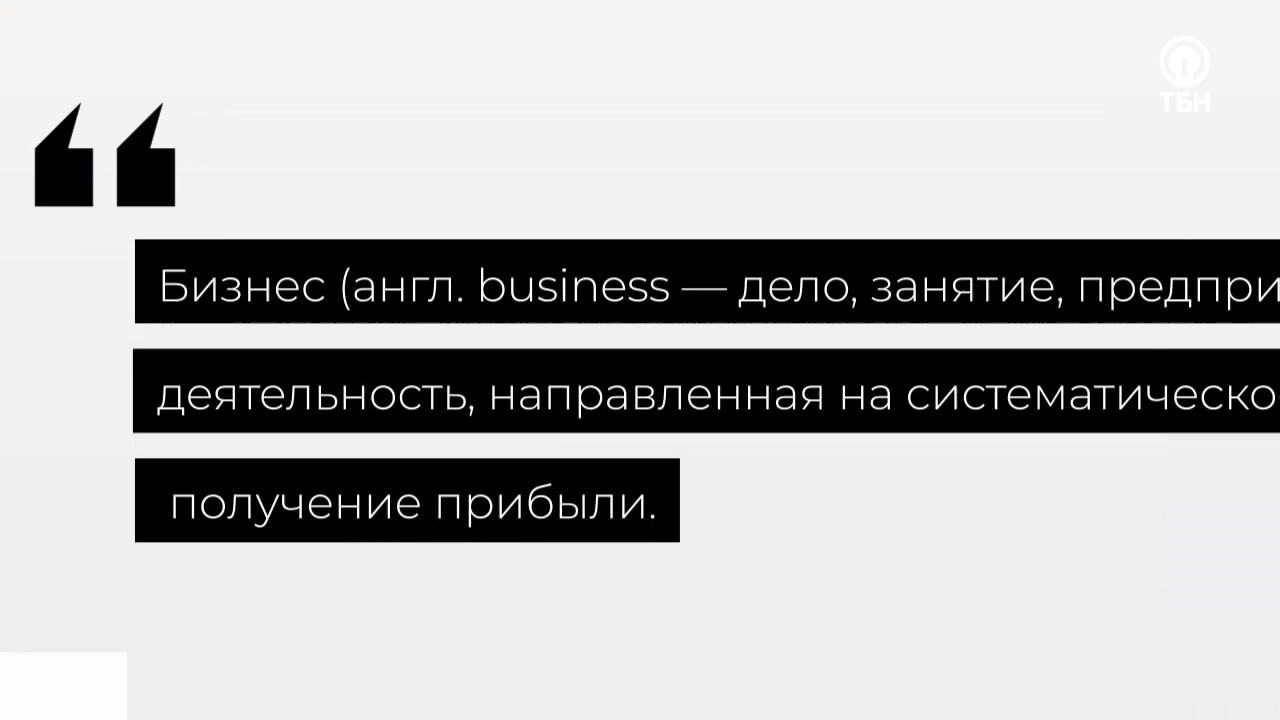 ТБН
Бизнес (англ. business — дело, занятие, предпри
деятельность, направленная на систематическо
получение прибыли.